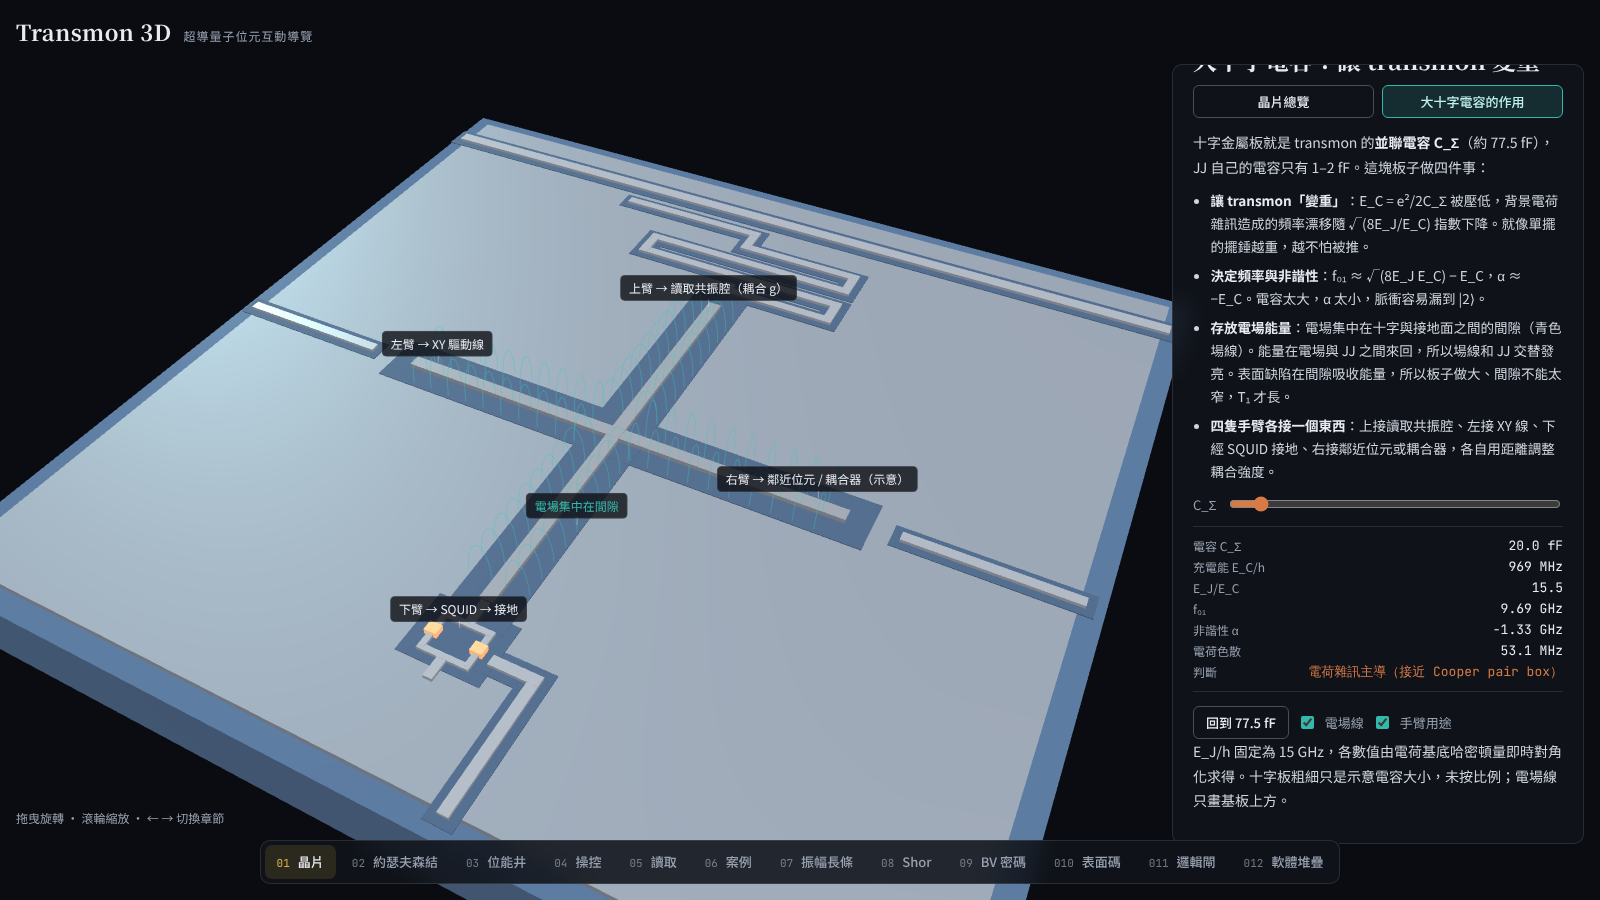 Transmon 3D 超導量子位元互動導覽
大十字電容：讓 transmon 變重
晶片總覽
大十字電容的作用
十字金屬板就是 transmon 的並聯電容 C_Σ（約 77.5 fF），
JJ 自己的電容只有 1–2 fF。這塊板子做四件事：
讓 transmon「變重」：E_C = e²/2C_Σ 被壓低，背景電荷
雜訊造成的頻率漂移隨 √(8E_J/E_C) 指數下降。就像單擺
的擺錘越重，越不怕被推。
決定頻率與非諧性：f₀₁ ≈ √(8E_J E_C) − E_C，α ≈
−E_C。電容太大，α 太小，脈衝容易漏到 |2⟩。
存放電場能量：電場集中在十字與接地面之間的間隙（青色
場線）。能量在電場與 JJ 之間來回，所以場線和 JJ 交替發
亮。表面缺陷在間隙吸收能量，所以板子做大、間隙不能太
窄，T₁ 才長。
四隻手臂各接一個東西：上接讀取共振腔、左接 XY 線、下
經 SQUID 接地、右接鄰近位元或耦合器，各自用距離調整
耦合強度。
C_Σ
電容 C_Σ 20.0 fF
充電能 E_C/h 969 MHz
E_J/E_C 15.5
f₀₁ 9.69 GHz
非諧性 α -1.33 GHz
電荷色散 53.1 MHz
判斷 電荷雜訊主導（接近 Cooper pair box）
回到 77.5 fF 電場線 手臂用途
E_J/h 固定為 15 GHz，各數值由電荷基底哈密頓量即時對角
化求得。十字板粗細只是示意電容大小，未按比例；電場線
只畫基板上方。
上臂 → 讀取共振腔（耦合 g）
左臂 → XY 驅動線
右臂 → 鄰近位元 / 耦合器（示意）
電場集中在間隙
下臂 → SQUID → 接地
拖曳旋轉 · 滾輪縮放 · ← → 切換章節
01 晶片 02 約瑟夫森結 03 位能井 04 操控 05 讀取 06 案例 07 振幅長條 08 Shor 09 BV 密碼 010 表面碼 011 邏輯閘 012 軟體堆疊